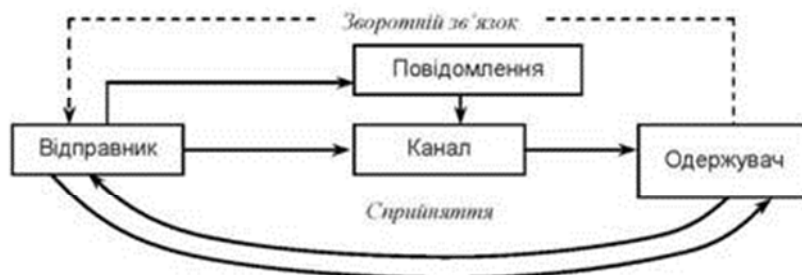 Зворотній зв’язок
Повідомлення
Відправник
Канал
Одержувач
Сприйняття